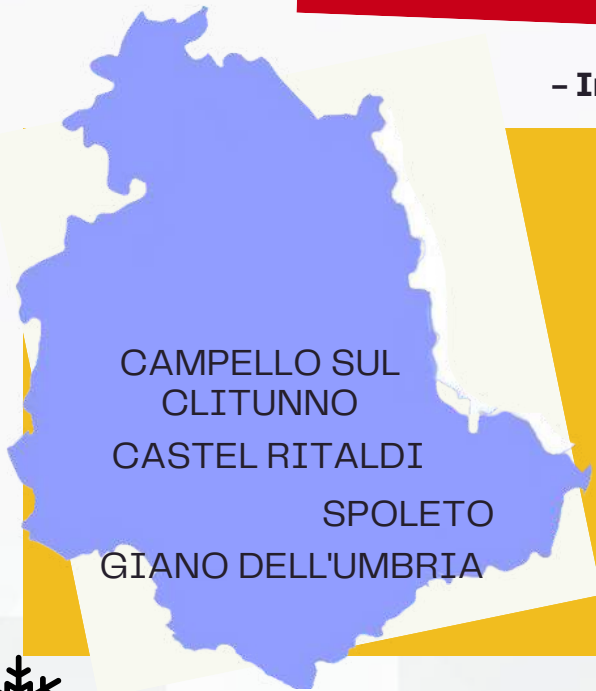 CAMPELLO SUL
CLITUNNO
CASTEL RITALDI
SPOLETO
GIANO DELL'UMBRIA